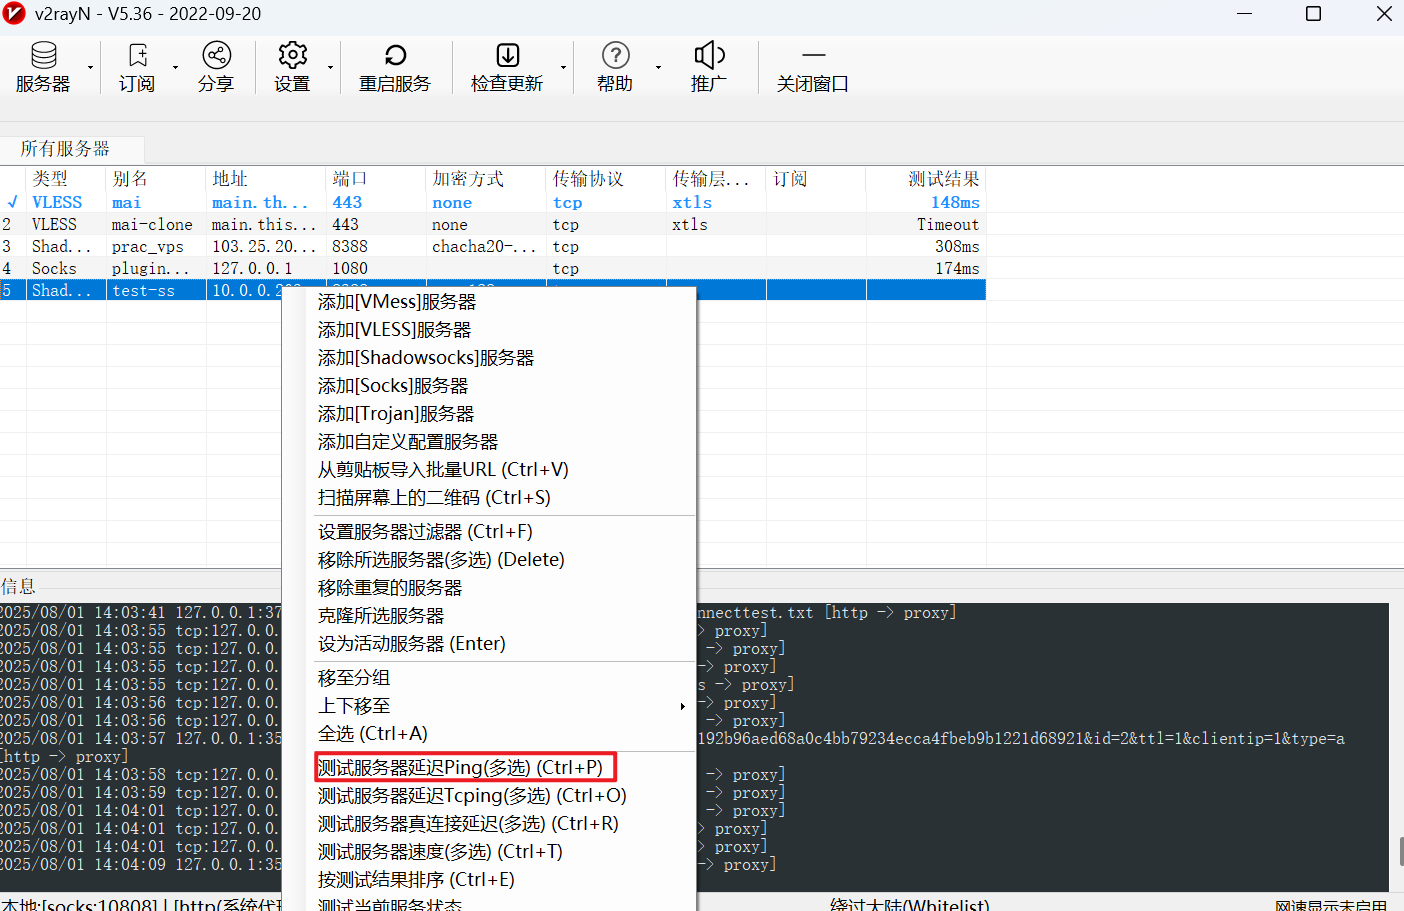 v2rayN - V5.36 - 2022-09-20
服务器 订阅 分享 设置 重启服务 检查更新 帮助 推广 关闭窗口
所有服务器
类型 别名 地址 端口 加密方式 传输协议 传输层... 订阅 测试结果
√ VLESS mai main.th... 443 none tcp xtls 148ms
2 VLESS mai-clone main.this... 443 none tcp xtls Timeout
3 Shad... prac_vps 103.25.20... 8388 chacha20-... tcp 308ms
4 Socks plugin... 127.0.0.1 1080 tcp 174ms
5 Shad... test-ss 10.0.0.
添加[VMess]服务器
添加[VLESS]服务器
添加[Shadowsocks]服务器
添加[Socks]服务器
添加[Trojan]服务器
添加自定义配置服务器
从剪贴板导入批量URL (Ctrl+V)
扫描屏幕上的二维码 (Ctrl+S)
设置服务器过滤器 (Ctrl+F)
移除所选服务器(多选) (Delete)
移除重复的服务器
克隆所选服务器
设为活动服务器 (Enter)
移至分组
上下移至
全选 (Ctrl+A)
测试服务器延迟Ping(多选) (Ctrl+P)
测试服务器延迟Tcping(多选) (Ctrl+O)
测试服务器真连接延迟(多选) (Ctrl+R)
测试服务器速度(多选) (Ctrl+T)
按测试结果排序 (Ctrl+E)
测试当前服务状态
信息
2025/08/01 14:03:41 127.0.0.1:37 nnecttest.txt [http -> proxy]
2025/08/01 14:03:55 tcp:127.0.0. > proxy]
2025/08/01 14:03:55 tcp:127.0.0. -> proxy]
2025/08/01 14:03:55 tcp:127.0.0. -> proxy]
2025/08/01 14:03:55 tcp:127.0.0. s -> proxy]
2025/08/01 14:03:56 tcp:127.0.0. -> proxy]
2025/08/01 14:03:56 tcp:127.0.0. -> proxy]
2025/08/01 14:03:57 127.0.0.1:35 192b96aed68a0c4bb79234ecca4fbeb9b1221d68921&id=2&ttl=1&clientip=1&type=a
[http -> proxy]
2025/08/01 14:03:58 tcp:127.0.0. -> proxy]
2025/08/01 14:03:59 tcp:127.0.0. -> proxy]
2025/08/01 14:04:01 tcp:127.0.0. -> proxy]
2025/08/01 14:04:01 tcp:127.0.0. > proxy]
2025/08/01 14:04:01 tcp:127.0.0. > proxy]
2025/08/01 14:04:09 127.0.0.1:35 -> proxy]
本地:[socks:10808] | [http(系统代理 绕过大陆(Whitelist) 网速显示未启用